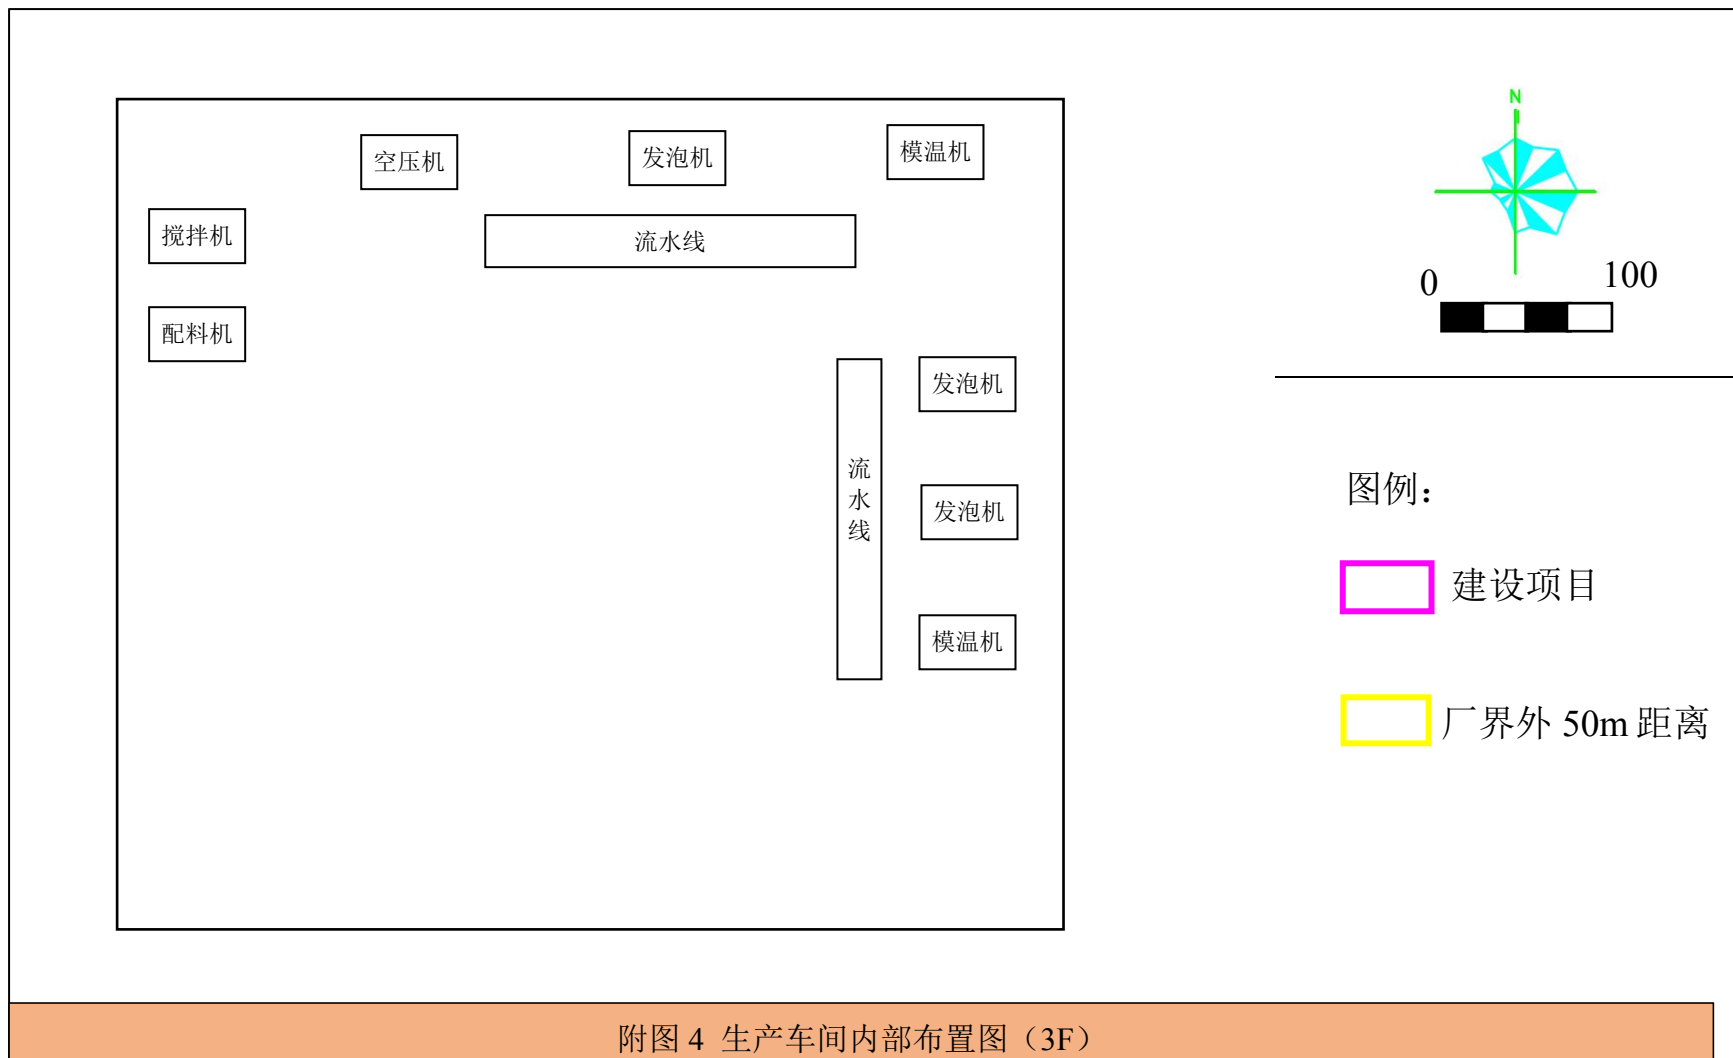 空压机
发泡机
模温机
搅拌机
流水线
配料机
发泡机
流水线
发泡机
模温机
N
0
100
图例：
建设项目
厂界外 50m 距离
附图 4 生产车间内部布置图（3F）